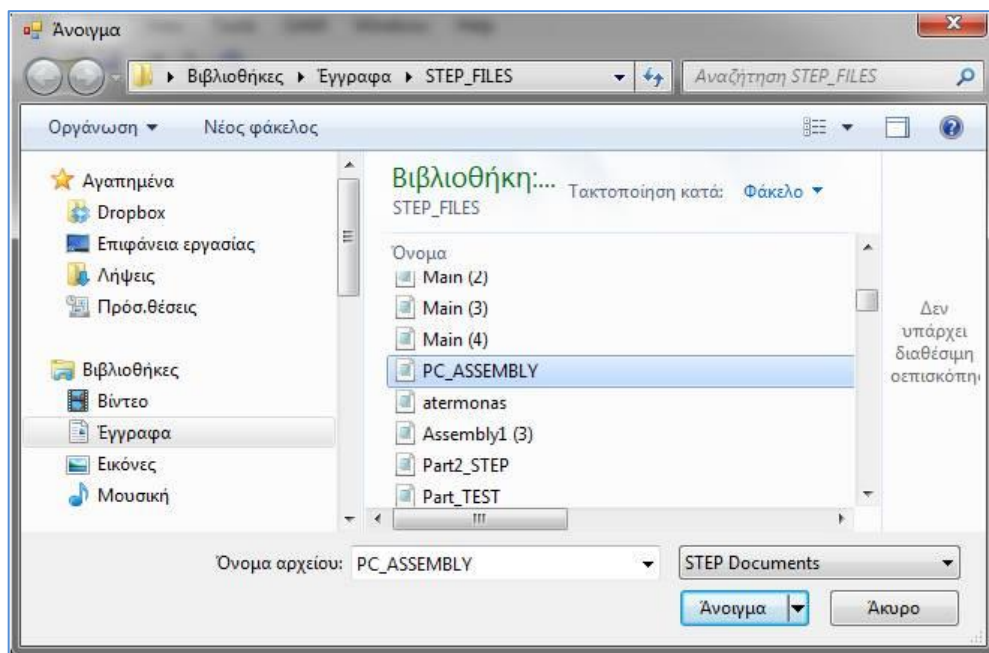 Άνοιγμα
Βιβλιοθήκες Έγγραφα STEP_FILES
Αναζήτηση STEP_FILES
Οργάνωση Νέος φάκελος
Αγαπημένα
Dropbox
Επιφάνεια εργασίας
Λήψεις
Πρόσ.θέσεις
Βιβλιοθήκες
Βίντεο
Έγγραφα
Εικόνες
Μουσική
Βιβλιοθήκη:...
STEP_FILES
Τακτοποίηση κατά: Φάκελο
Όνομα
Main (2)
Main (3)
Main (4)
PC_ASSEMBLY
atermonas
Assembly1 (3)
Part2_STEP
Part_TEST
Δεν
υπάρχει
διαθέσιμη
οεπισκόπη
Όνομα αρχείου: PC_ASSEMBLY
STEP Documents
Άνοιγμα Άκυρο